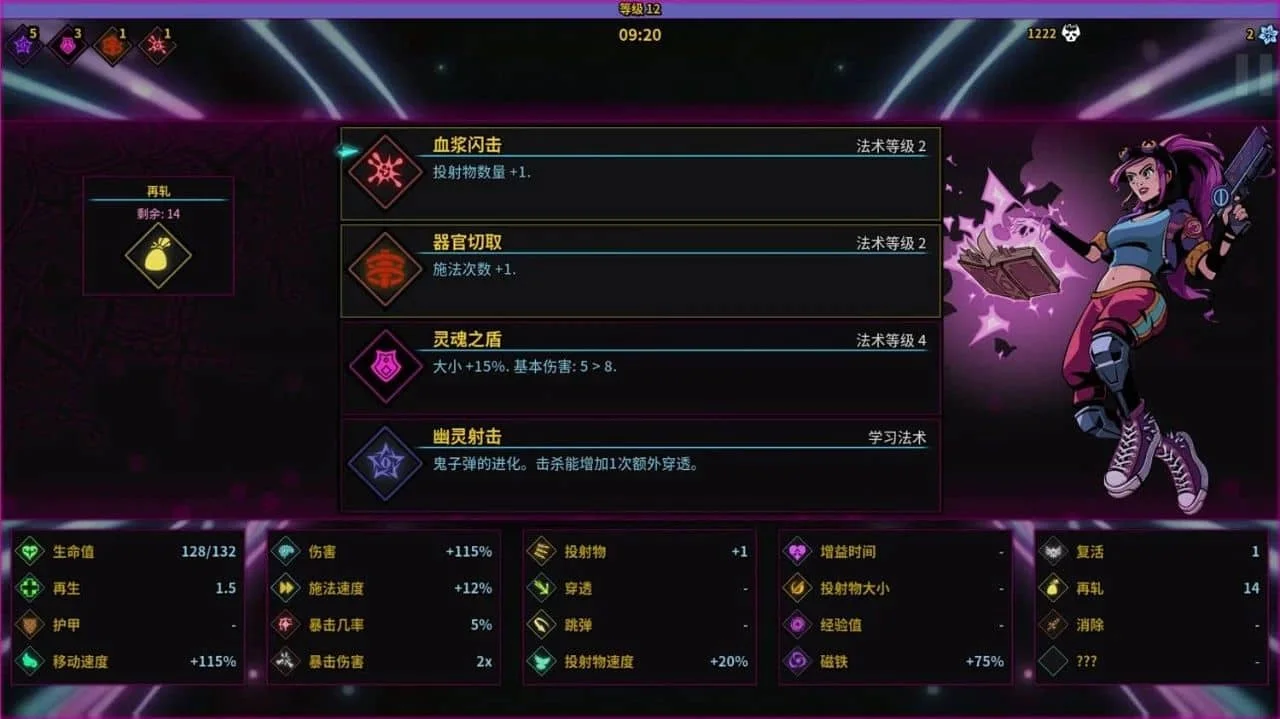 等级 12
5 3 1 1
09:20
1222
2
再轧
剩余: 14
血浆闪击
法术等级 2
投射物数量 +1.
器官切取
法术等级 2
施法次数 +1.
灵魂之盾
法术等级 4
大小 +15%. 基本伤害: 5 > 8.
幽灵射击
学习法术
鬼子弹的进化。击杀能增加1次额外穿透。
生命值 128/132
再生 1.5
护甲 -
移动速度 +115%
伤害 +115%
施法速度 +12%
暴击几率 5%
暴击伤害 2x
投射物 +1
穿透 -
跳弹 -
投射物速度 +20%
增益时间 -
投射物大小 -
经验值 -
磁铁 +75%
复活 1
再轧 14
消除 -
??? -